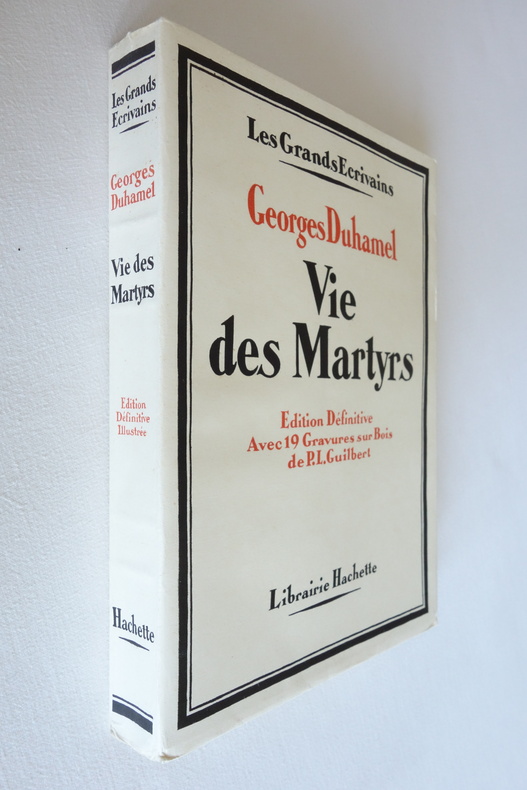 Les Grands
Ecrivains
Georges
Duhamel
Vie des
Martyrs
Edition
Définitive
Illustrée
Hachette
Les Grands Ecrivains
Georges Duhamel
Vie
des Martyrs
Edition Définitive
Avec 19 Gravures sur Bois
de P.L. Guilbert
Librairie Hachette